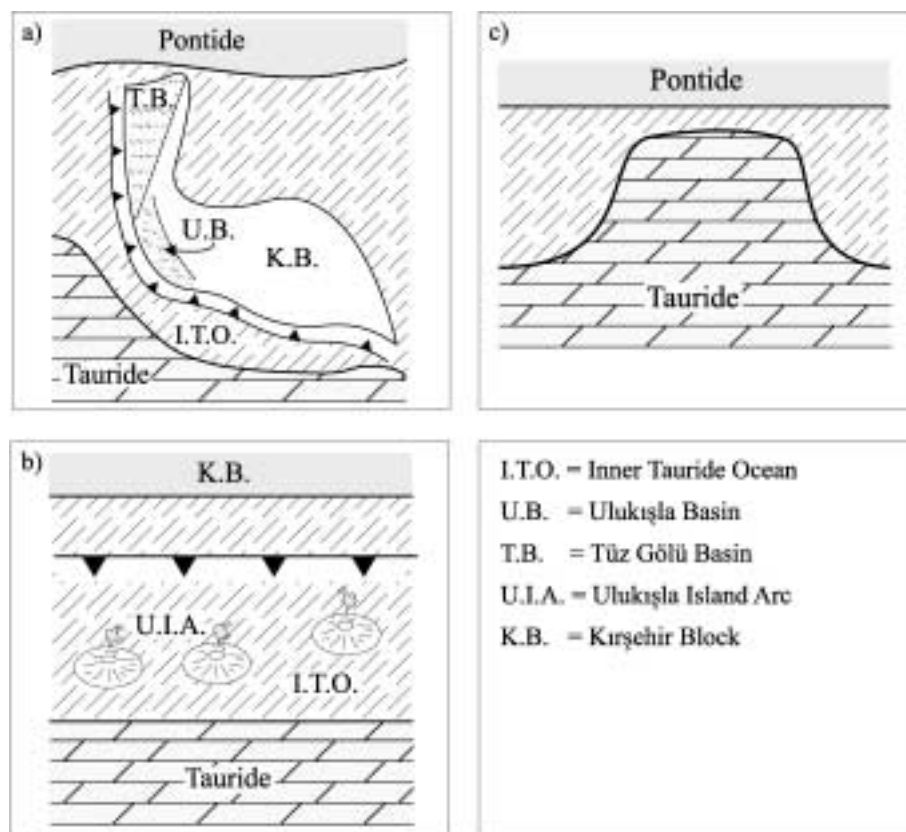 a)
Pontide
T.B.
U.B.
K.B.
I.T.O.
Tauride
c)
Pontide
Tauride
b)
K.B.
U.I.A.
I.T.O.
Tauride
I.T.O. = Inner Tauride Ocean
U.B. = Ulukışla Basin
T.B. = Tüz Gölü Basin
U.I.A. = Ulukışla Island Arc
K.B. = Kırşehir Block